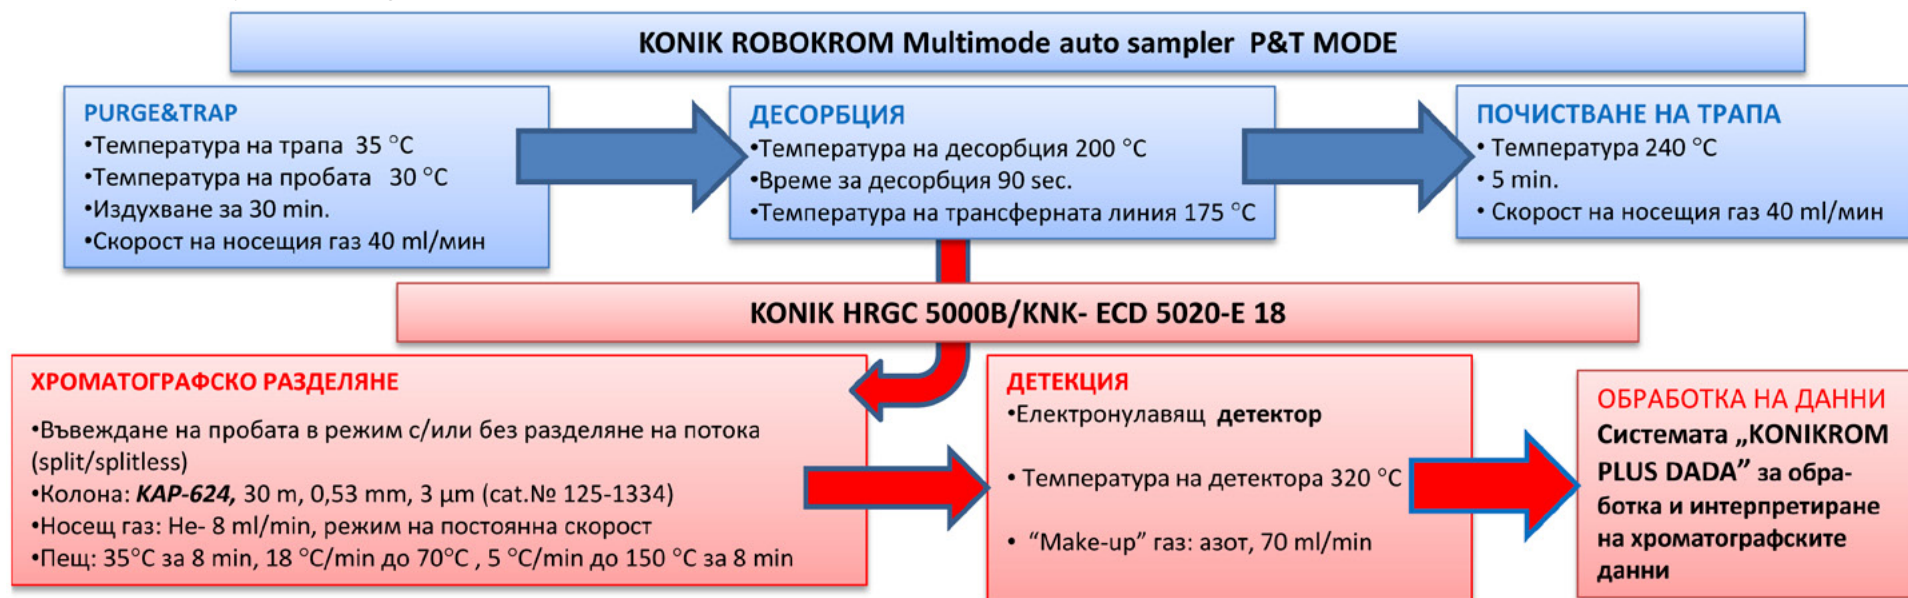 KONIK ROBOKROM Multimode auto sampler P&T MODE
PURGE&TRAP
•Температура на трапа 35 °C
•Температура на пробата 30 °C
•Издухване за 30 min.
•Скорост на носещия газ 40 ml/мин
ДЕСОРБЦИЯ
•Температура на десорбция 200 °C
•Време за десорбция 90 sec.
•Температура на трансферната линия 175 °C
ПОЧИСТВАНЕ НА ТРАПА
• Температура 240 °C
• 5 min.
• Скорост на носещия газ 40 ml/мин
KONIK HRGC 5000B/KNK- ECD 5020-E 18
ХРОМАТОГРАФСКО РАЗДЕЛЯНЕ
•Въвеждане на пробата в режим с/или без разделяне на потока
(split/splitless)
•Колона: KAP-624, 30 m, 0,53 mm, 3 µm (cat.№ 125-1334)
•Носещ газ: He- 8 ml/min, режим на постоянна скорост
•Пещ: 35°C за 8 min, 18 °C/min до 70°C , 5 °C/min до 150 °C за 8 min
ДЕТЕКЦИЯ
•Електронулавящ детектор
• Температура на детектора 320 °C
• “Make-up” газ: азот, 70 ml/min
ОБРАБОТКА НА ДАННИ
Системата „KONIKROM
PLUS DADA” за обра-
ботка и интерпретиране
на хроматографските
данни